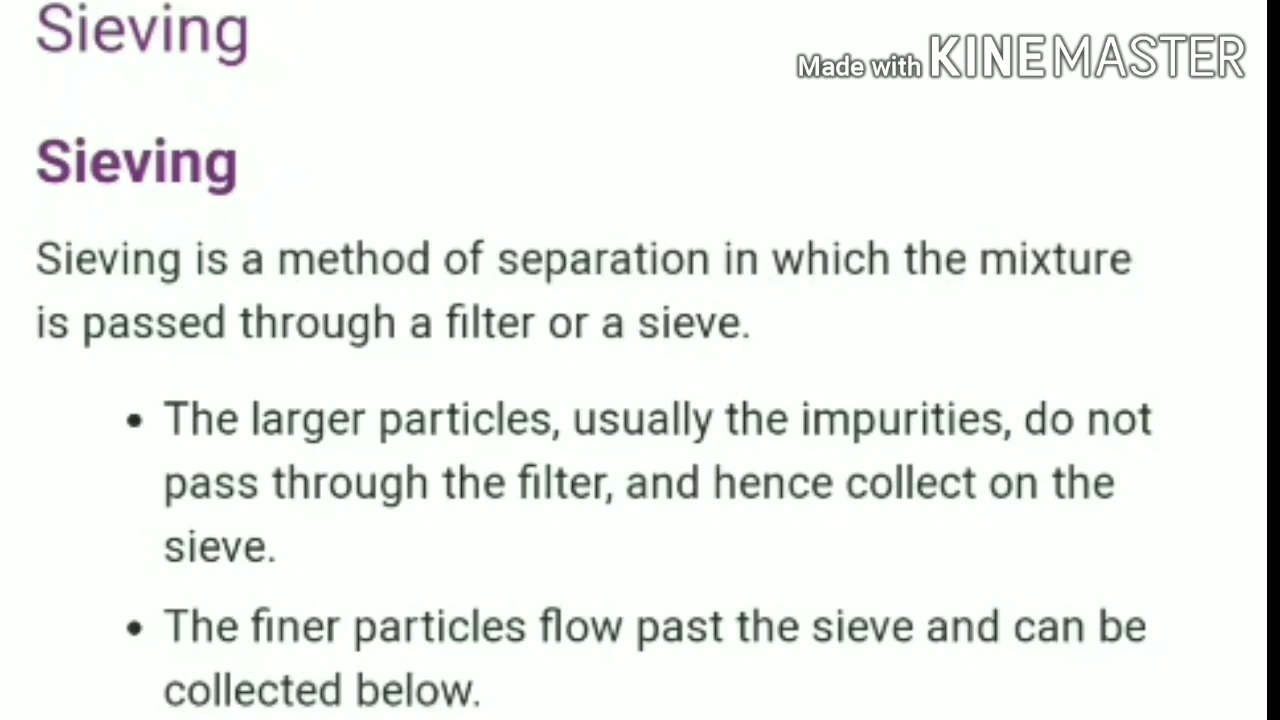 Sieving
Made with KINEMASTER
Sieving
Sieving is a method of separation in which the mixture
is passed through a filter or a sieve.
• The larger particles, usually the impurities, do not
pass through the filter, and hence collect on the
sieve.
• The finer particles flow past the sieve and can be
collected below.